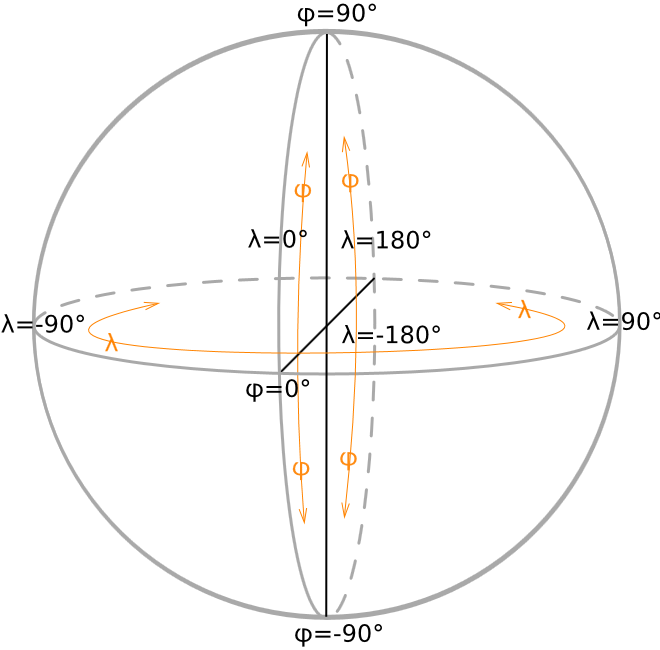 φ=90°
φ
φ
λ=0°
λ=180°
λ=-90°
λ
λ
λ=90°
λ=-180°
φ=0°
φ
φ
φ=-90°